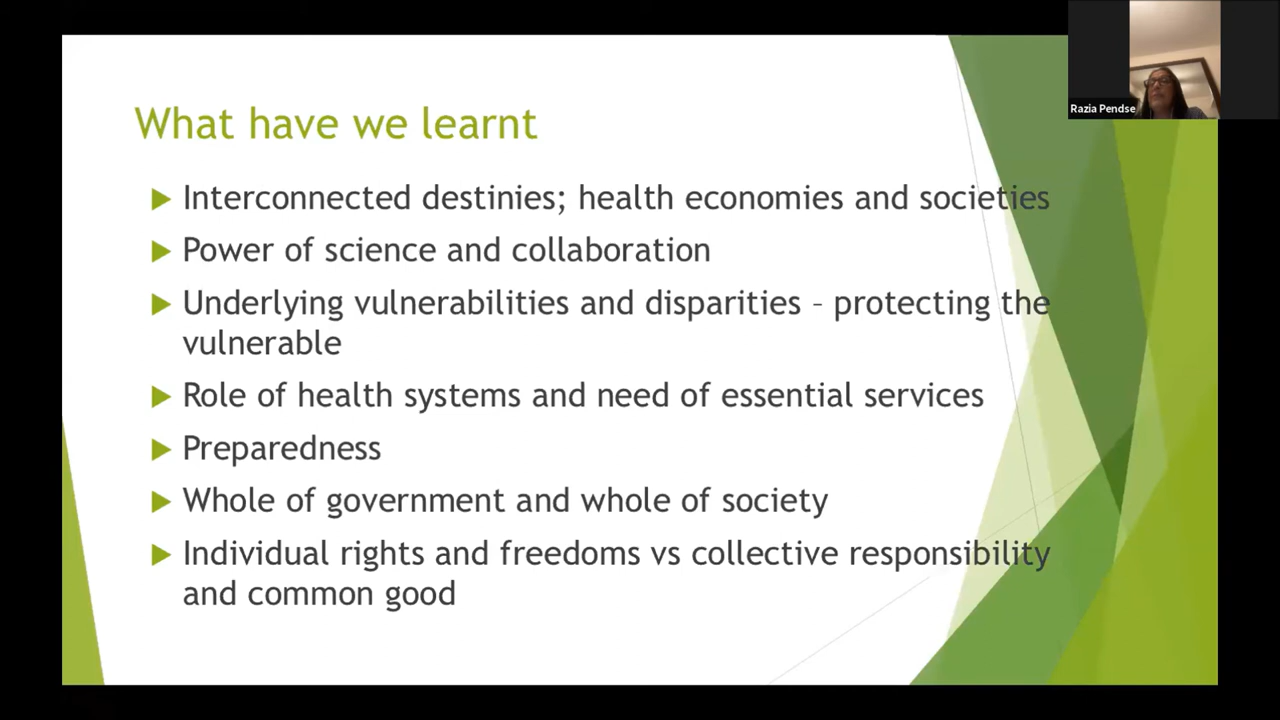 Razia Pendse
What have we learnt
Interconnected destinies; health economies and societies
Power of science and collaboration
Underlying vulnerabilities and disparities – protecting the
vulnerable
Role of health systems and need of essential services
Preparedness
Whole of government and whole of society
Individual rights and freedoms vs collective responsibility
and common good